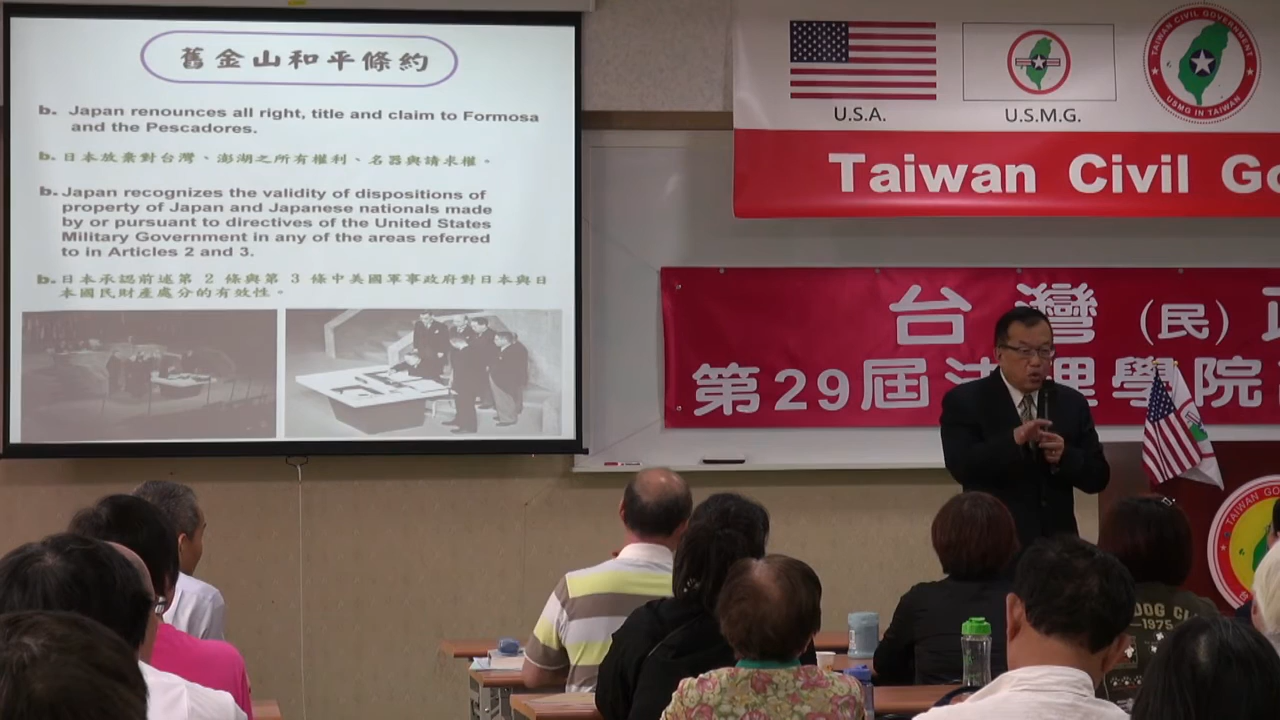 舊金山和平條約
b. Japan renounces all right, title and claim to Formosa
and the Pescadores.
b. 日本放棄對台灣、澎湖之所有權利、名器與請求權。
b. Japan recognizes the validity of dispositions of
property of Japan and Japanese nationals made
by or pursuant to directives of the United States
Military Government in any of the areas referred
to in Articles 2 and 3.
b. 日本承認前述第 2 條與第 3 條中美國軍事政府對日本與日
本國民財產處分的有效性。
U.S.A.
U.S.M.G.
TAIWAN CIVIL GOVERNMENT
USMG IN TAIWAN
Taiwan Civil Go
台灣（民）
第29屆法理學院
TAIWAN GO
DOG CL
-1975-